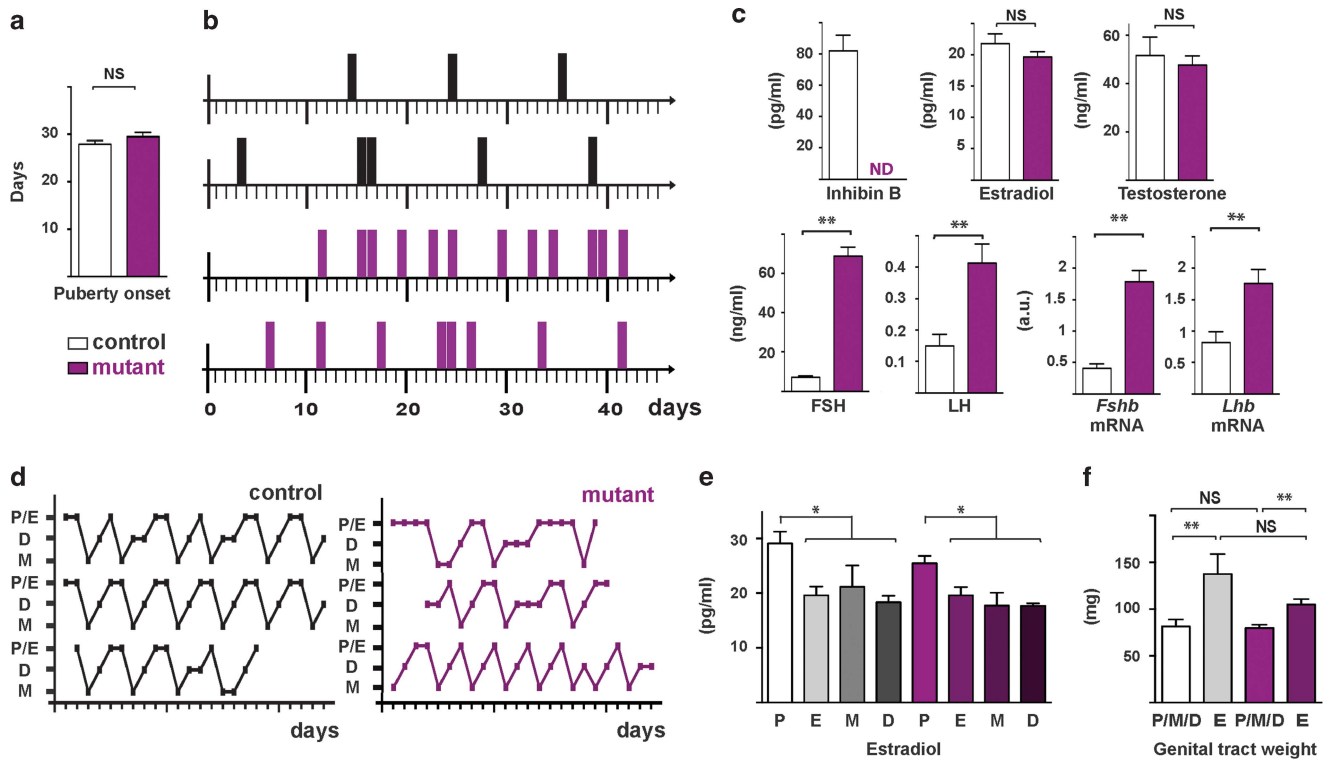 a
NS
Days
30
20
10
Puberty onset
control
mutant
b
0 10 20 30 40 days
c
(pg/ml)
80
60
40
20
ND
Inhibin B
NS
(pg/ml)
20
15
10
5
Estradiol
NS
(ng/ml)
60
40
20
Testosterone
**
(ng/ml)
60
40
20
FSH
**
0.4
0.3
0.2
0.1
LH
**
(a.u.)
2
1.5
1
0.5
Fshb
mRNA
**
2
1.5
1
0.5
Lhb
mRNA
d
control
P/E
D
M
P/E
D
M
P/E
D
M
days
mutant
P/E
D
M
P/E
D
M
P/E
D
M
days
e
* *
(pg/ml)
30
20
10
P E M D P E M D
Estradiol
f
NS **
** NS
(mg)
150
100
50
P/M/D E P/M/D E
Genital tract weight